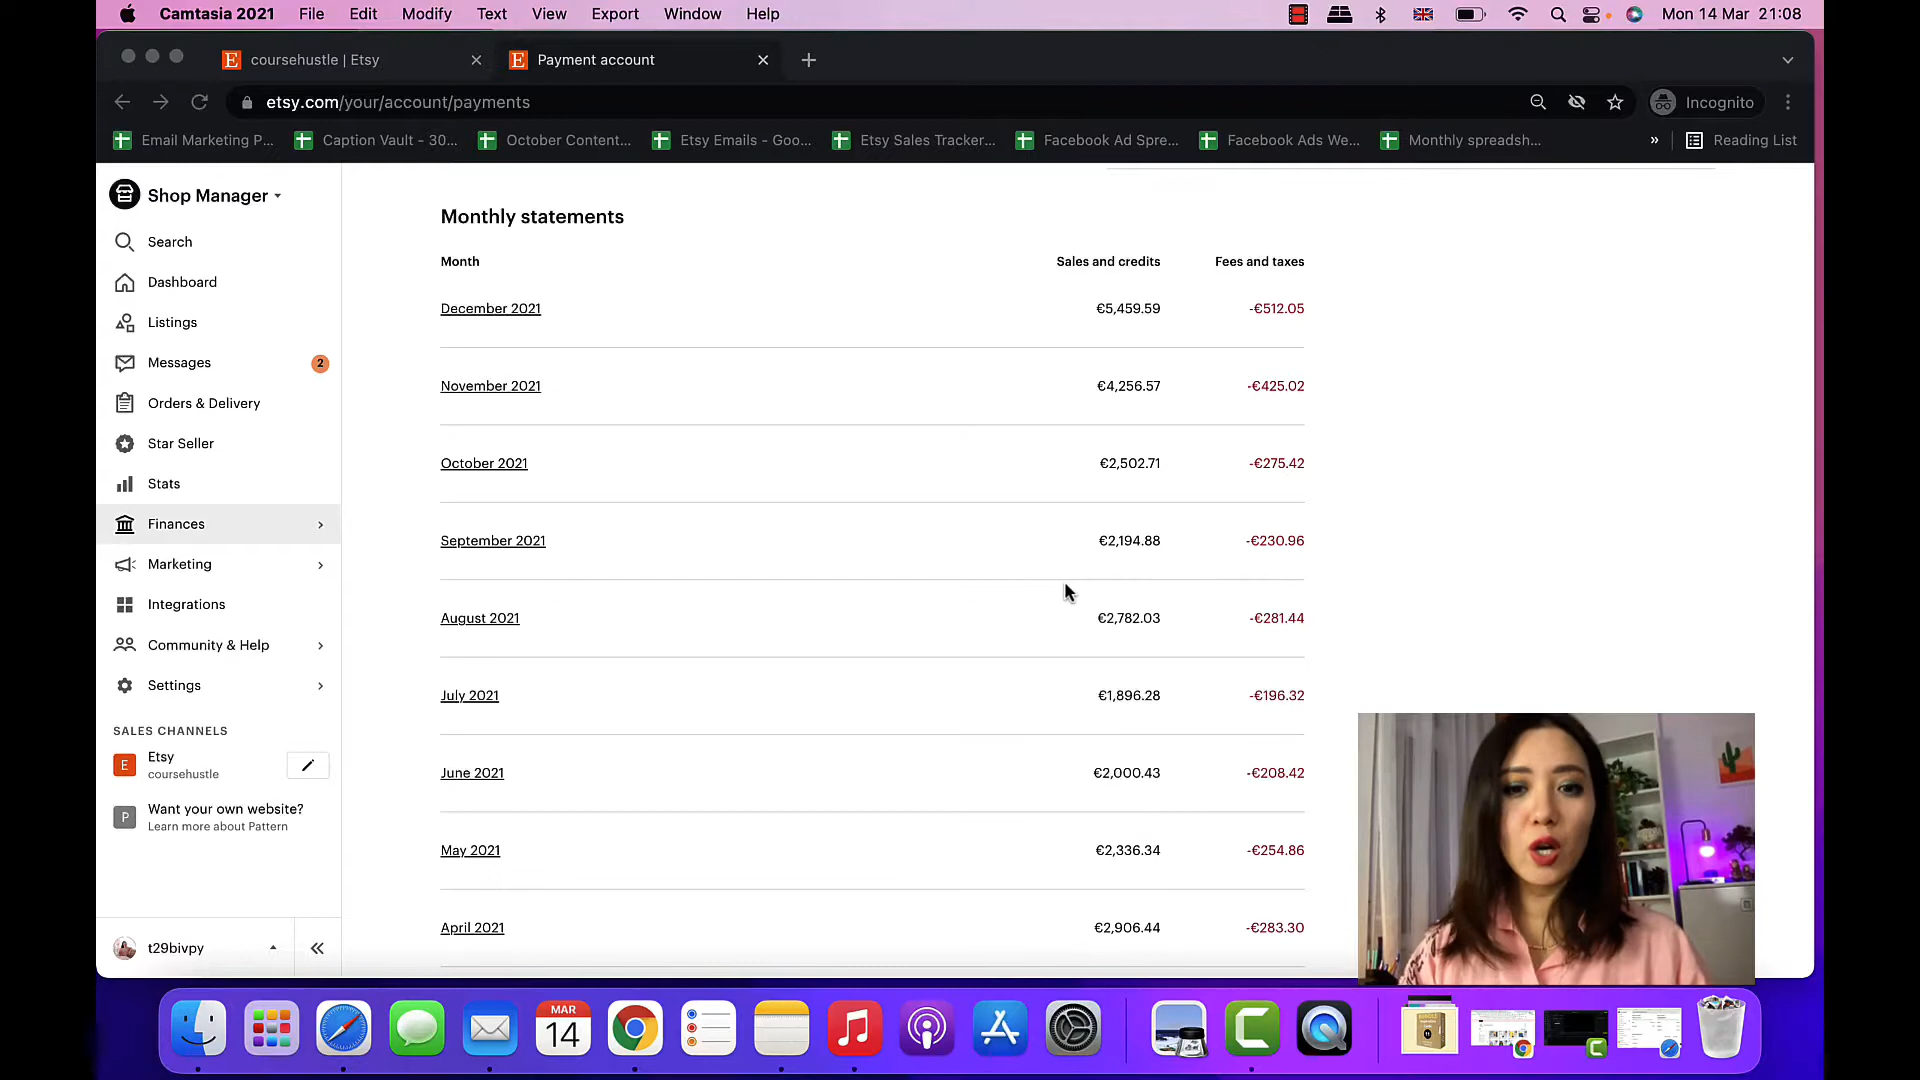 Camtasia 2021 File Edit Modify Text View Export Window Help Mon 14 Mar 21:08
coursehustle | Etsy Payment account
etsy.com/your/account/payments Incognito
Email Marketing P... Caption Vault - 30... October Content... Etsy Emails - Goo... Etsy Sales Tracker... Facebook Ad Spre... Facebook Ads We... Monthly spreadsh... » Reading List
Shop Manager
Search
Dashboard
Listings
Messages 2
Orders & Delivery
Star Seller
Stats
Finances
Marketing
Integrations
Community & Help
Settings
SALES CHANNELS
E Etsy
coursehustle
P Want your own website?
Learn more about Pattern
t29bivpy
Monthly statements
Month Sales and credits Fees and taxes
December 2021 €5,459.59 -€512.05
November 2021 €4,256.57 -€425.02
October 2021 €2,502.71 -€275.42
September 2021 €2,194.88 -€230.96
August 2021 €2,782.03 -€281.44
July 2021 €1,896.28 -€196.32
June 2021 €2,000.43 -€208.42
May 2021 €2,336.34 -€254.86
April 2021 €2,906.44 -€283.30
MAR
14